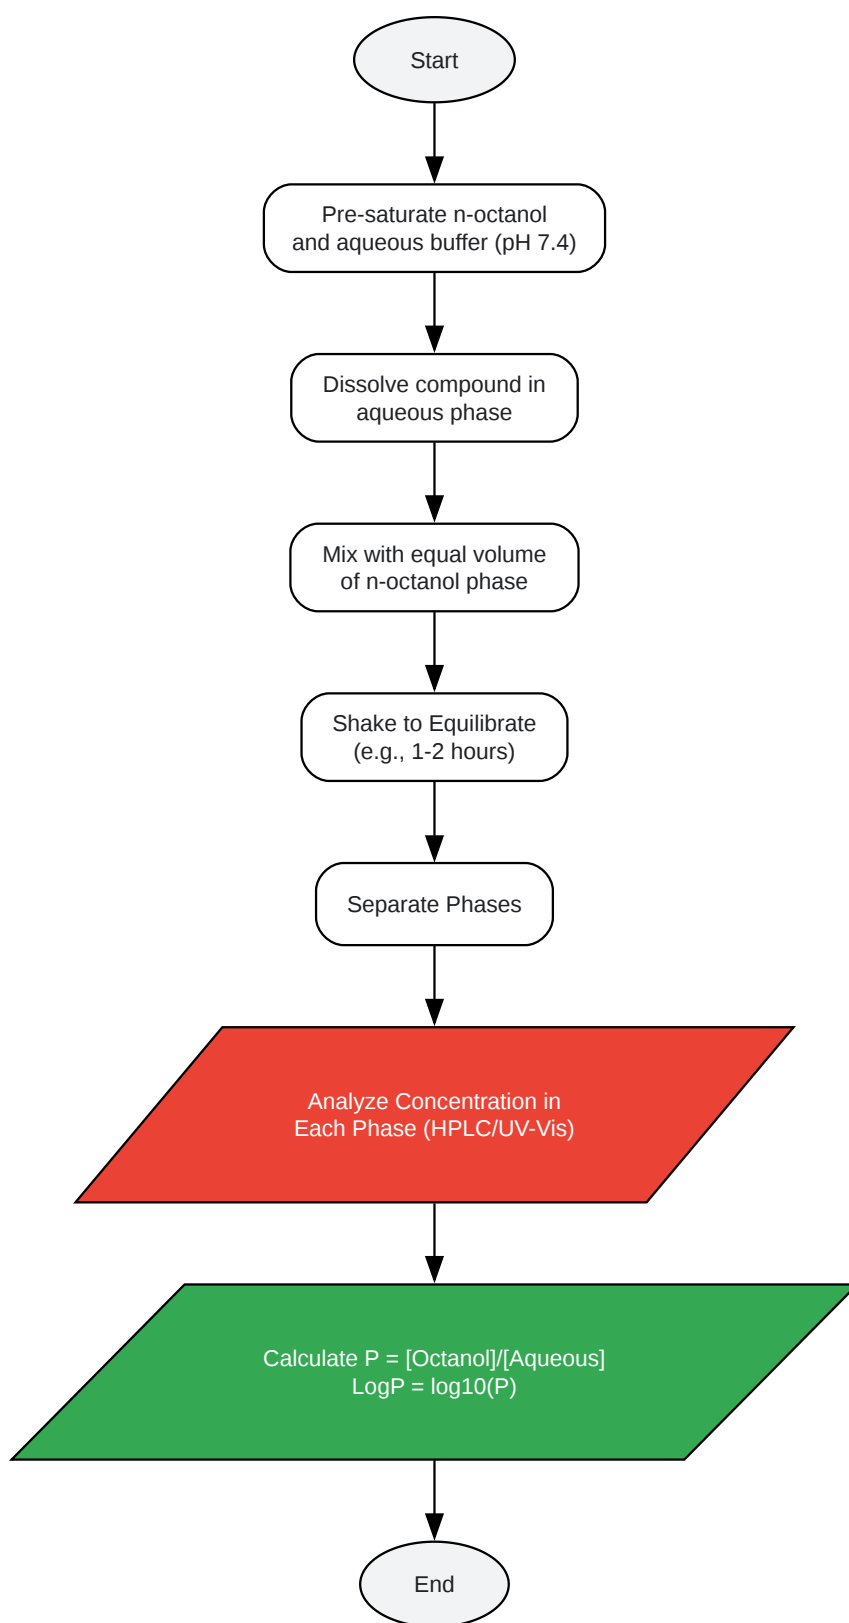 Start
Pre-saturate n-octanol
and aqueous buffer (pH 7.4)
Dissolve compound in
aqueous phase
Mix with equal volume
of n-octanol phase
Shake to Equilibrate
(e.g., 1-2 hours)
Separate Phases
Analyze Concentration in
Each Phase (HPLC/UV-Vis)
Calculate P = [Octanol]/[Aqueous]
LogP = log10(P)
End